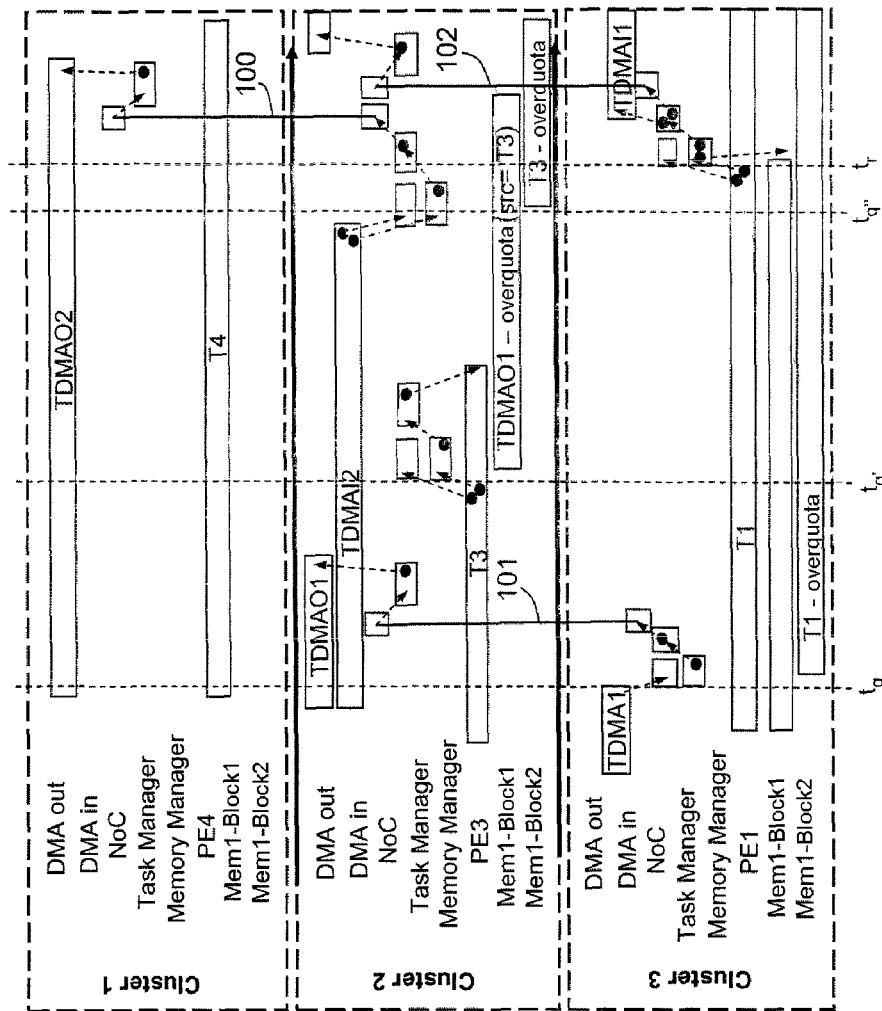 Cluster 1
DMA out
DMA in
NoC
Task Manager
Memory Manager
PE4
Mem1-Block1
Mem1-Block2
TDMAO2
T4
100
Cluster 2
DMA out
DMA in
NoC
Task Manager
Memory Manager
PE3
Mem1-Block1
Mem1-Block2
TDMAO1
TDMAI2
T3
101
102
TDMAO1 – overquota (src= T3)
T3 - overquota
Cluster 3
DMA out
DMA in
NoC
Task Manager
Memory Manager
PE1
Mem1-Block1
Mem1-Block2
TDMA1
TDMAI1
T1
T1 - overquota
tq
tq'
tq"
tr